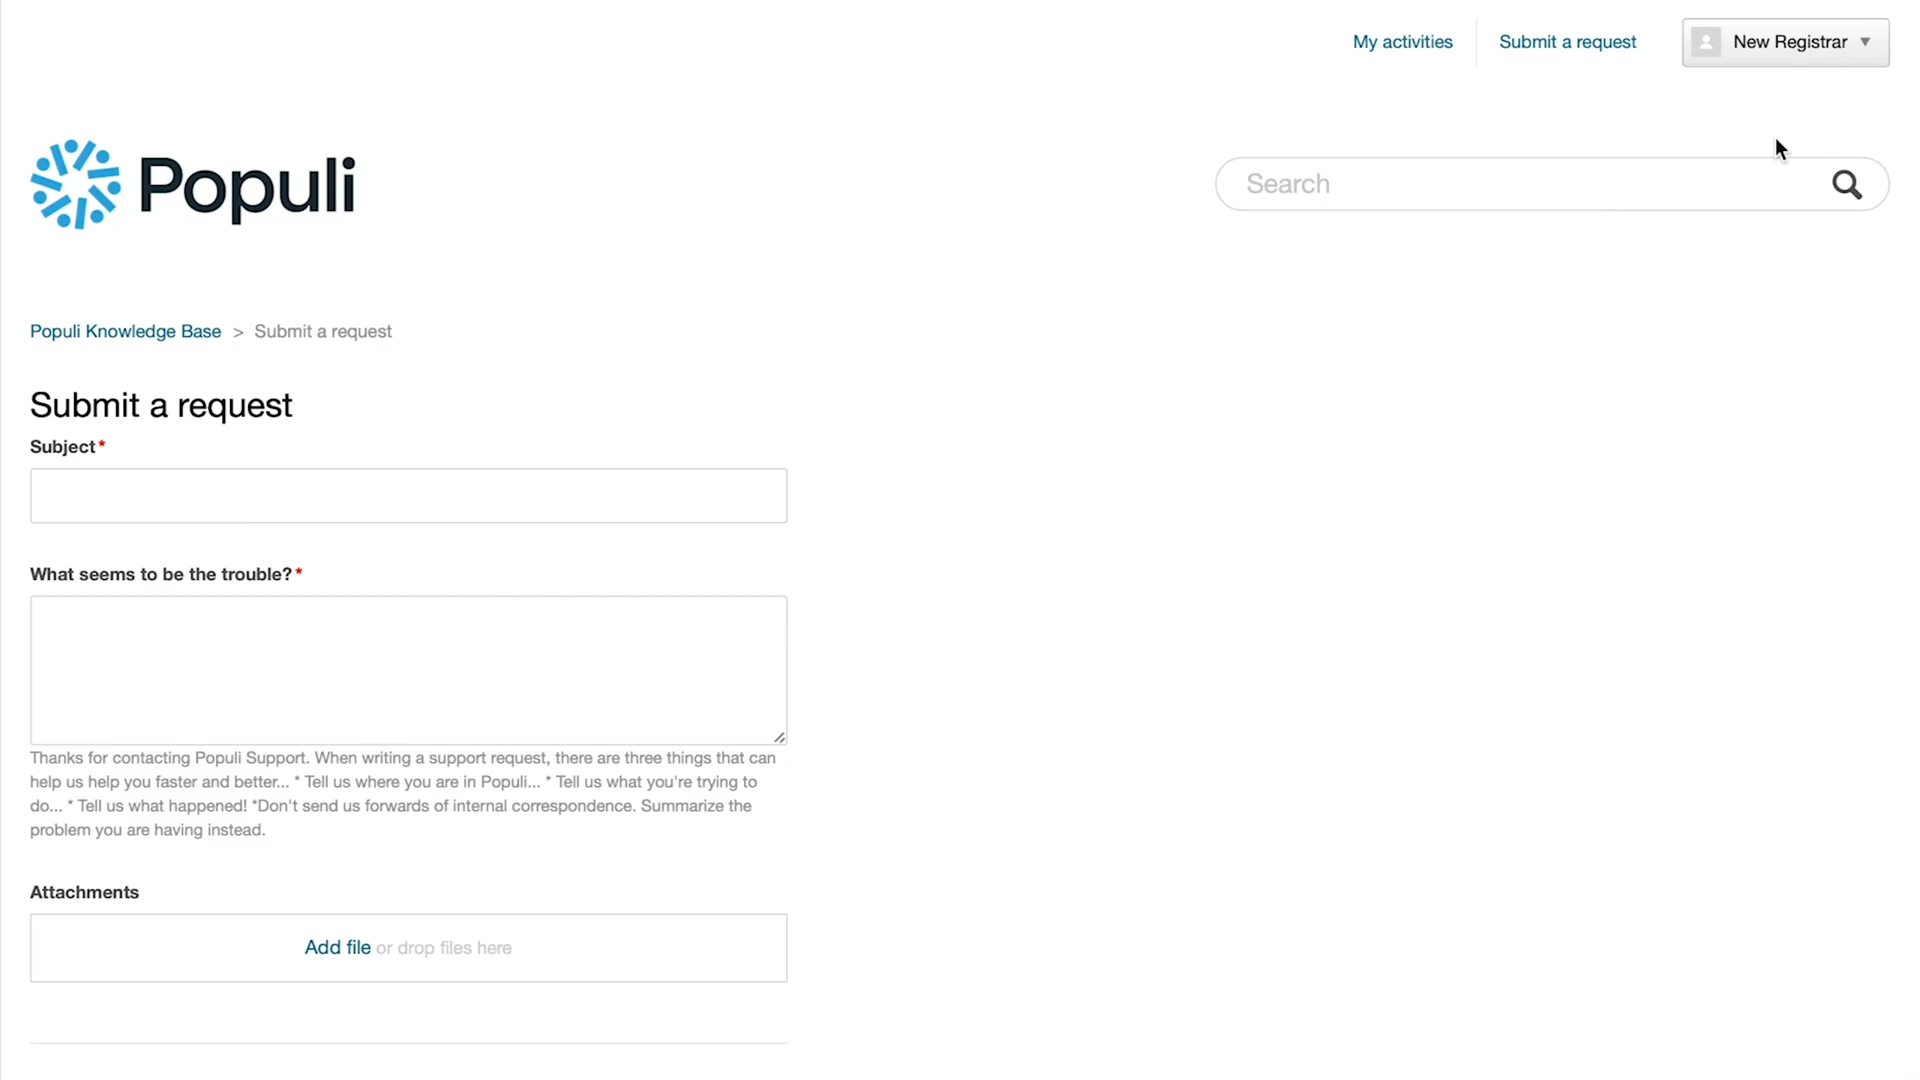 My activities
Submit a request
New Registrar ▼
Populi
Search
Populi Knowledge Base > Submit a request
Submit a request
Subject*
What seems to be the trouble?*
Thanks for contacting Populi Support. When writing a support request, there are three things that can
help us help you faster and better... * Tell us where you are in Populi... * Tell us what you're trying to
do... * Tell us what happened! *Don't send us forwards of internal correspondence. Summarize the
problem you are having instead.
Attachments
Add file or drop files here